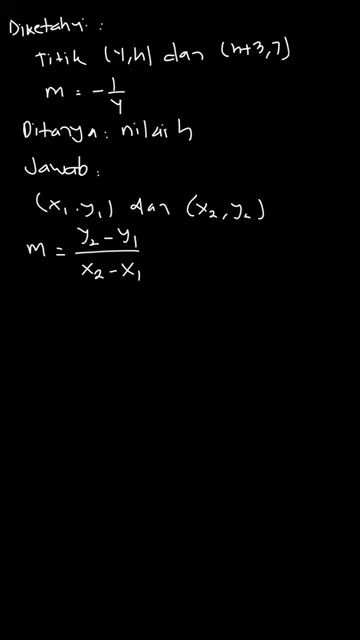 Diketahui:
Titik (4,h) dan (h+3,7)
m = -1/4
Ditanya: nilai h
Jawab:
(x₁.y₁) dan (x₂,y₂)
m = y₂-y₁/x₂-x₁